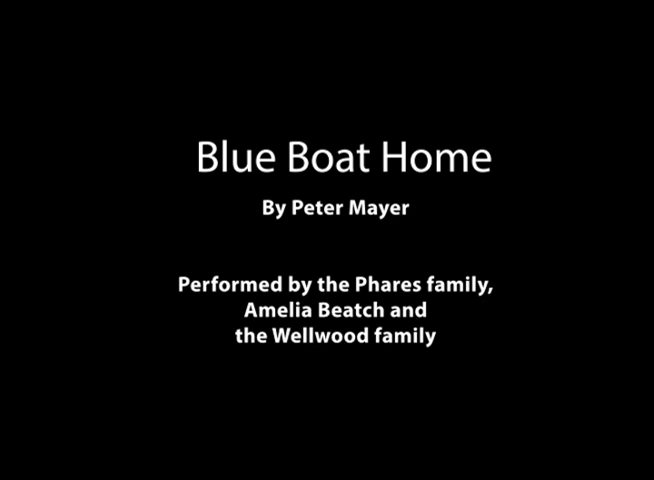 Blue Boat Home
By Peter Mayer
Performed by the Phares family,
Amelia Beatch and
the Wellwood family